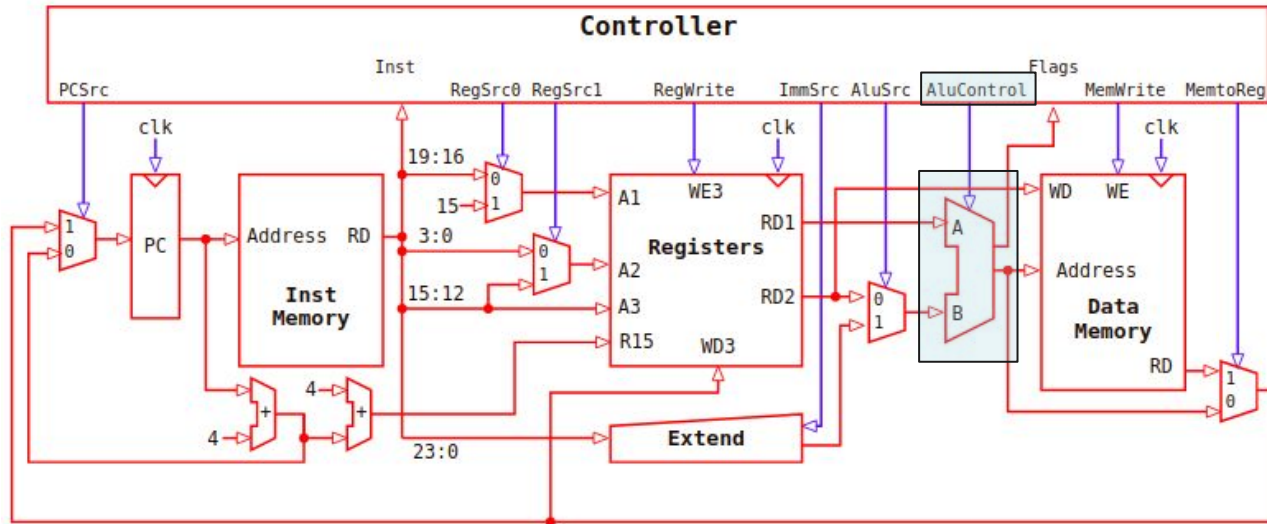 Controller
Inst
Flags
PCSrc
RegSrc0
RegSrc1
RegWrite
ImmSrc
AluSrc
AluControl
MemWrite
MemtoReg
clk
clk
clk
19:16
0
1
15
3:0
0
1
15:12
1
0
PC
Address
RD
Inst
Memory
A1
A2
A3
R15
WE3
Registers
RD1
RD2
WD3
0
1
A
B
WD
WE
Address
Data
Memory
RD
1
0
4
+
4
+
23:0
Extend